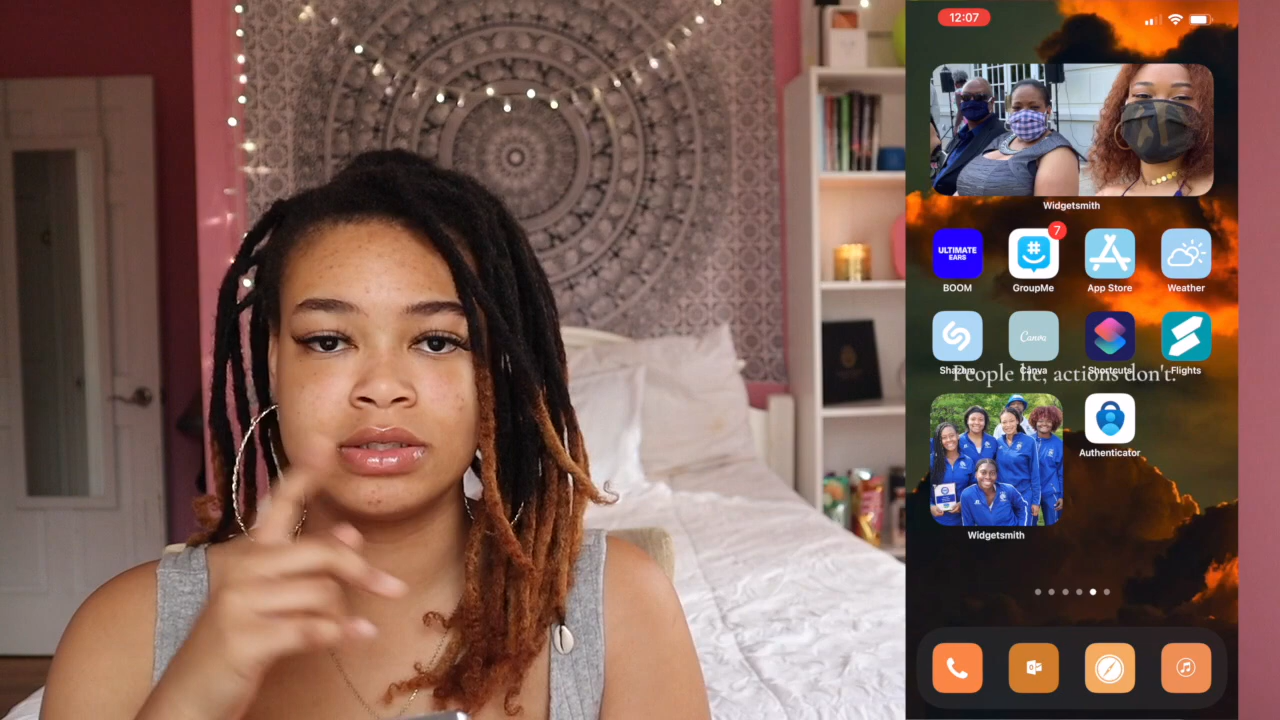 12:07
Widgetsmith
ULTIMATE
EARS
7
BOOM
GroupMe
App Store
Weather
Canva
Shazam
Canva
Shortcuts
Flights
People lie, actions don't.
Authenticator
Widgetsmith